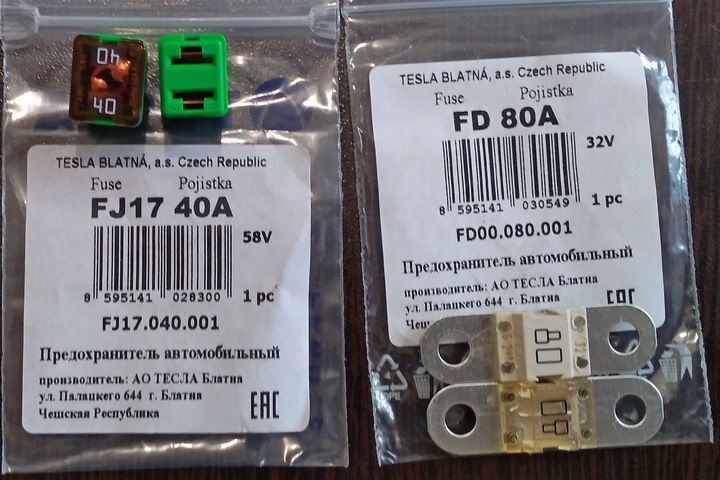 40
40
TESLA BLATNÁ, a.s. Czech Republic
Fuse Pojistka
FJ17 40A
58V
8 595141 028300
1 pc
FJ17.040.001
Предохранитель автомобильный
производитель: АО ТЕСЛА Блатна
ул. Палацкего 644 г. Блатна
Чешская Республика
EAC
TESLA BLATNÁ, a.s. Czech Republic
Fuse Pojistka
FD 80A
32V
8 595141 030549
1 pc
FD00.080.001
Предохранитель автомобильный
производитель: АО ТЕСЛА Блатна
ул. Палацкего 644 г. Блатна
EAC